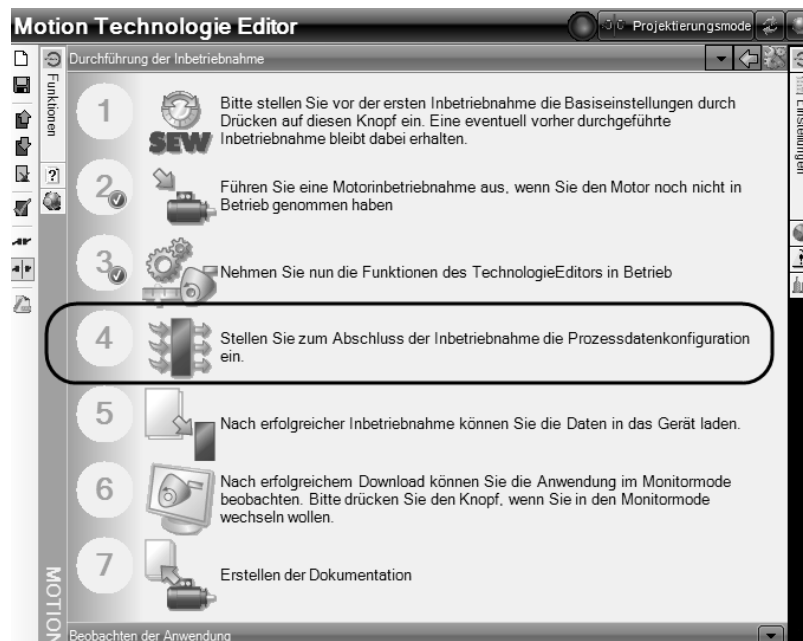 Motion Technologie Editor
Projektierungsmode
Durchführung der Inbetriebnahme
Funktionen
Einstellungen
1
SEW
Bitte stellen Sie vor der ersten Inbetriebnahme die Basiseinstellungen durch
Drücken auf diesen Knopf ein. Eine eventuell vorher durchgeführte
Inbetriebnahme bleibt dabei erhalten.
2
Führen Sie eine Motorinbetriebnahme aus, wenn Sie den Motor noch nicht in
Betrieb genommen haben
3
Nehmen Sie nun die Funktionen des TechnologieEditors in Betrieb
4
Stellen Sie zum Abschluss der Inbetriebnahme die Prozessdatenkonfiguration
ein.
5
Nach erfolgreicher Inbetriebnahme können Sie die Daten in das Gerät laden.
6
Nach erfolgreichem Download können Sie die Anwendung im Monitormode
beobachten. Bitte drücken Sie den Knopf, wenn Sie in den Monitormode
wechseln wollen.
7
Erstellen der Dokumentation
MOTION
Beobachten der Anwendung